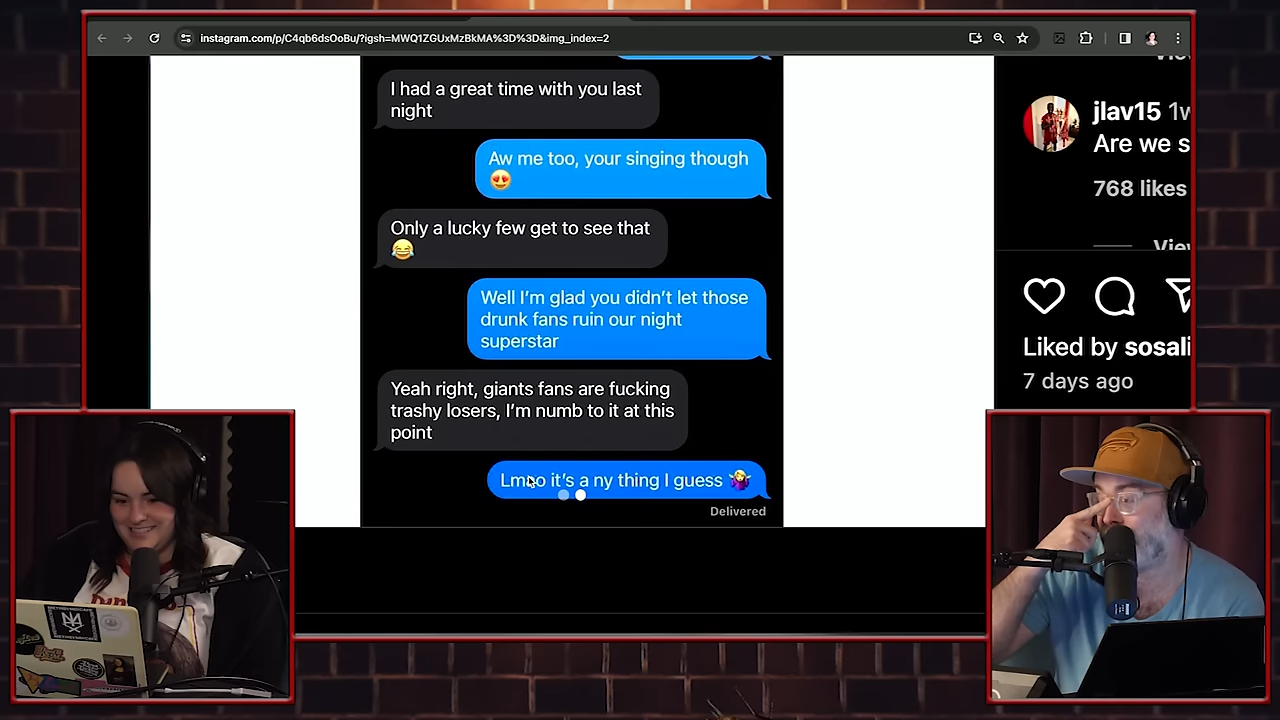 instagram.com/p/C4qb6dsOoBu/?igsh=MWQ1ZGUxMzBkMA%3D%3D&img_index=2
I had a great time with you last
night
Aw me too, your singing though
😍
Only a lucky few get to see that
😂
Well I'm glad you didn't let those
drunk fans ruin our night
superstar
Yeah right, giants fans are fucking
trashy losers, I'm numb to it at this
point
Lmao it's a ny thing I guess 🤷🏼‍♀️
Delivered
jlav15 1w
Are we s
768 likes
Vie
Liked by sosali
7 days ago